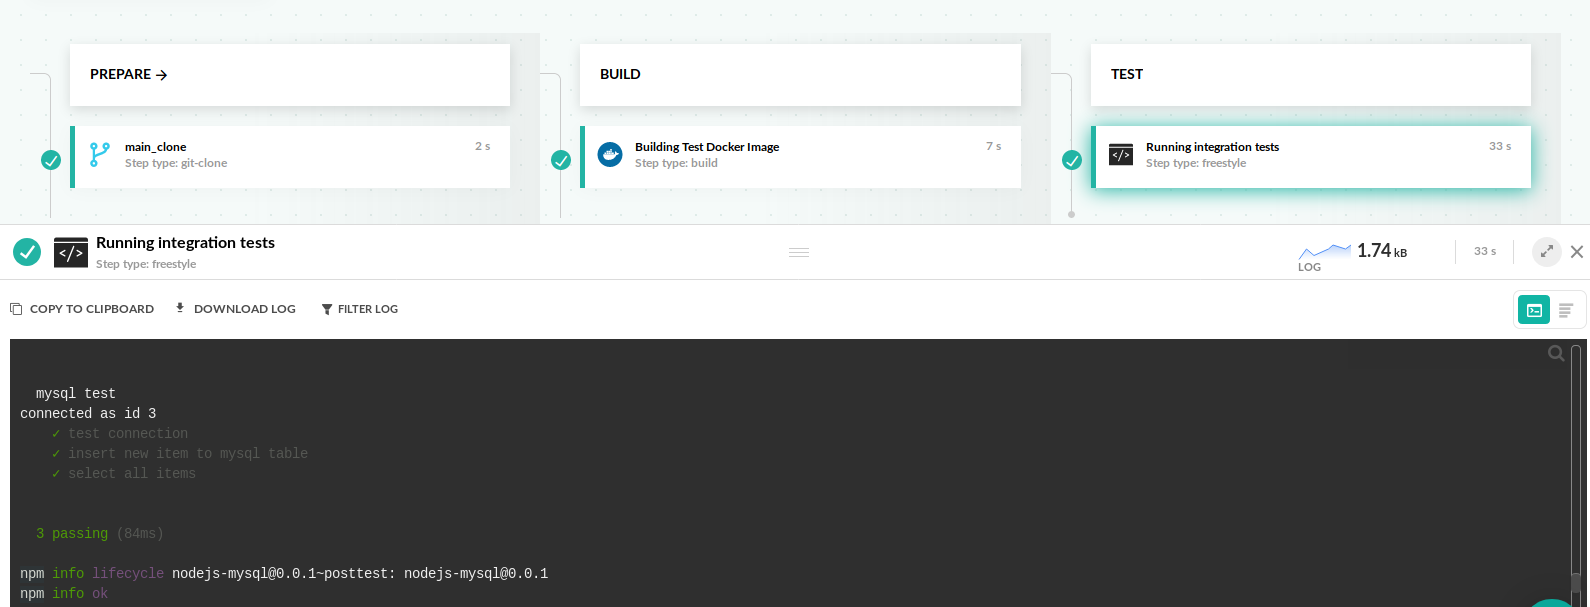 PREPARE →
BUILD
TEST
main_clone 2 s
Step type: git-clone
Building Test Docker Image 7 s
Step type: build
</> Running integration tests 33 s
Step type: freestyle
</> Running integration tests
Step type: freestyle
1.74 kB
LOG
33 s
COPY TO CLIPBOARD DOWNLOAD LOG FILTER LOG
mysql test
connected as id 3
✓ test connection
✓ insert new item to mysql table
✓ select all items
3 passing (84ms)
npm info lifecycle nodejs-mysql@0.0.1~posttest: nodejs-mysql@0.0.1
npm info ok